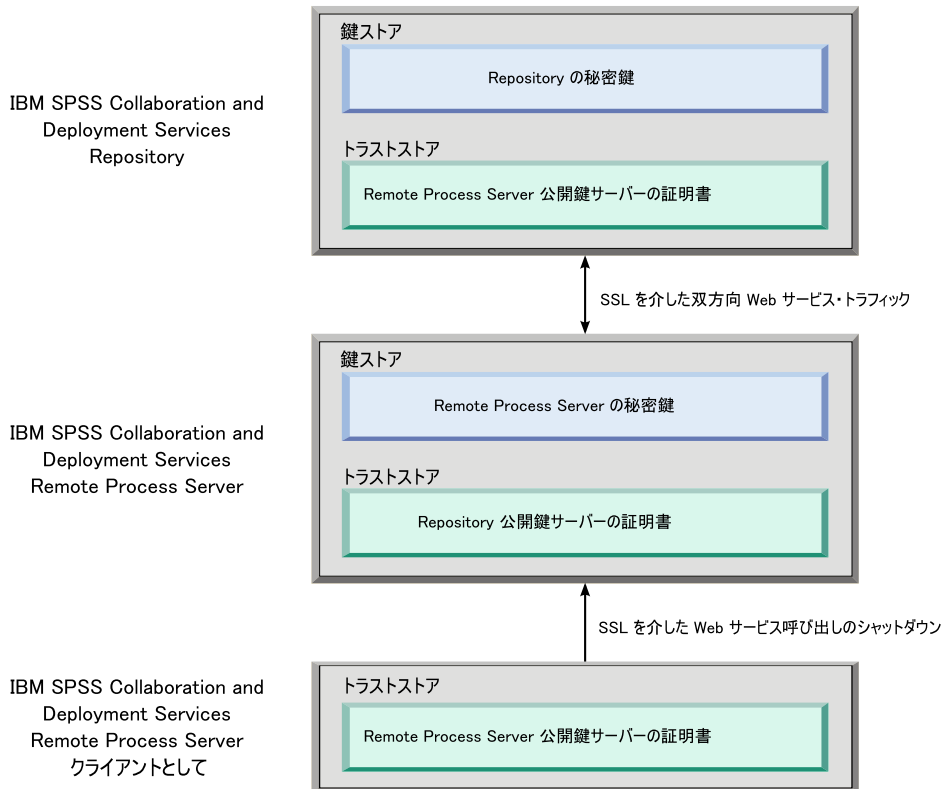 鍵ストア
Repository の秘密鍵
IBM SPSS Collaboration and
Deployment Services
Repository
トラストストア
Remote Process Server 公開鍵サーバーの証明書
SSL を介した双方向 Web サービス・トラフィック
鍵ストア
Remote Process Server の秘密鍵
IBM SPSS Collaboration and
Deployment Services
Remote Process Server
トラストストア
Repository 公開鍵サーバーの証明書
SSL を介した Web サービス呼び出しのシャットダウン
IBM SPSS Collaboration and
Deployment Services
Remote Process Server
クライアントとして
トラストストア
Remote Process Server 公開鍵サーバーの証明書